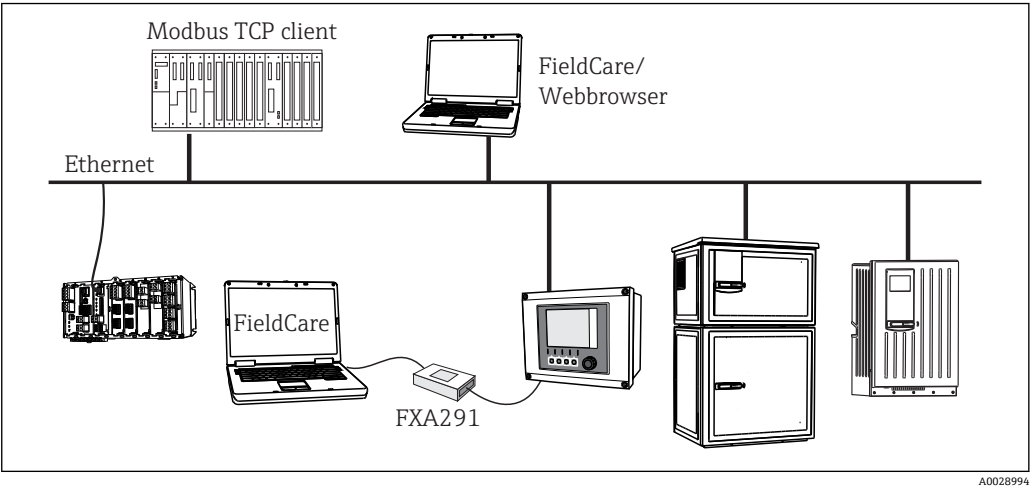 Modbus TCP client
FieldCare/
Webbrowser
Ethernet
FieldCare
FXA291
A0028994